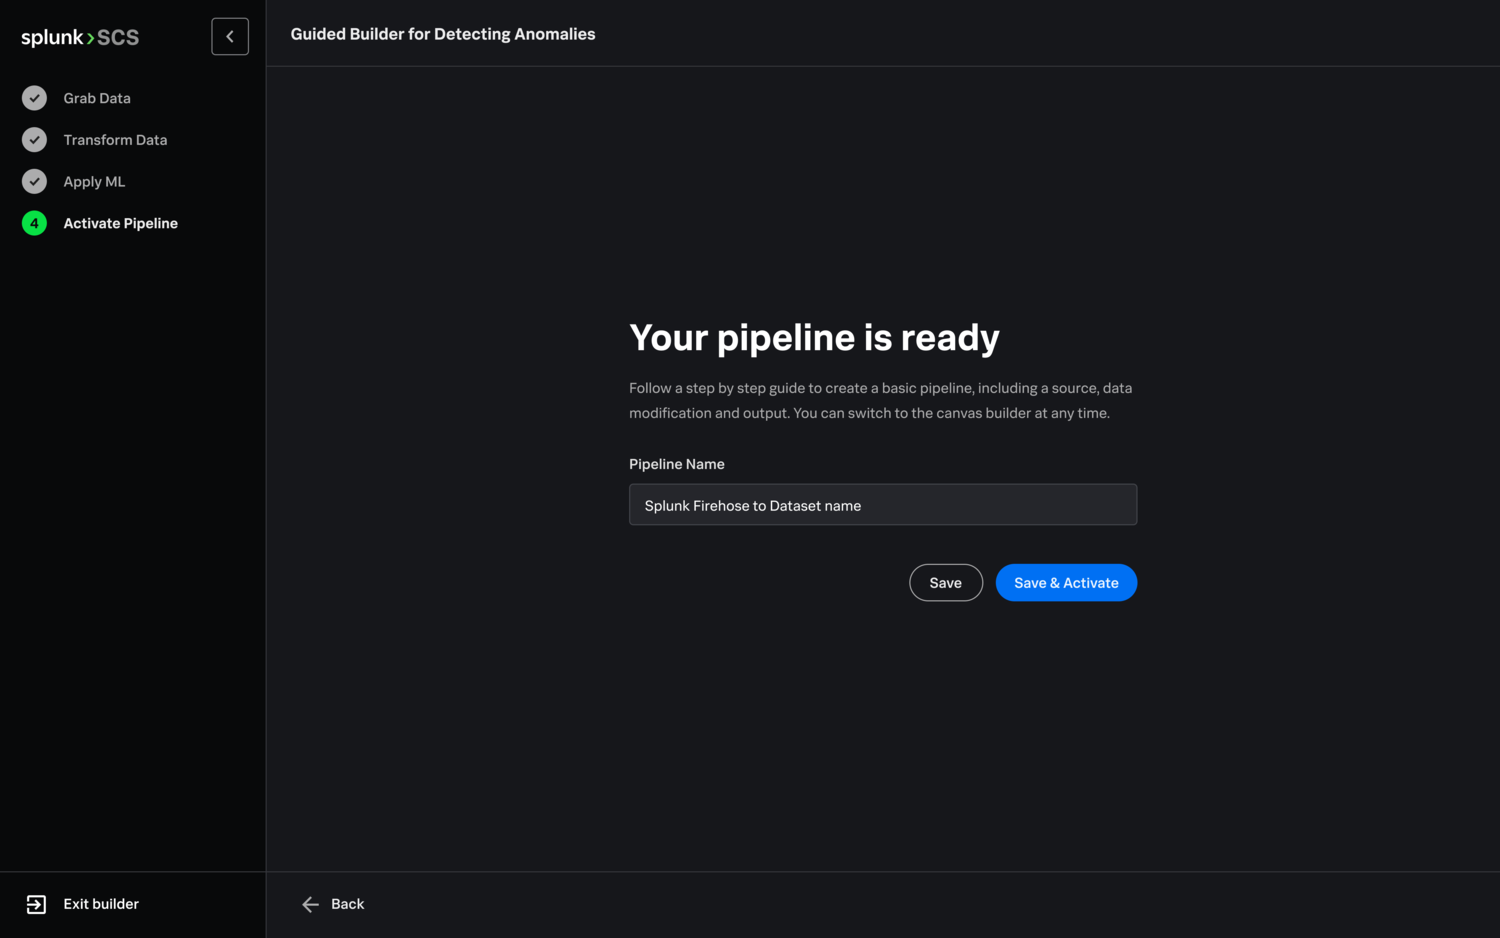 splunk>SCS
Guided Builder for Detecting Anomalies
Grab Data
Transform Data
Apply ML
4 Activate Pipeline
Your pipeline is ready
Follow a step by step guide to create a basic pipeline, including a source, data
modification and output. You can switch to the canvas builder at any time.
Pipeline Name
Splunk Firehose to Dataset name
Save
Save & Activate
Exit builder
Back